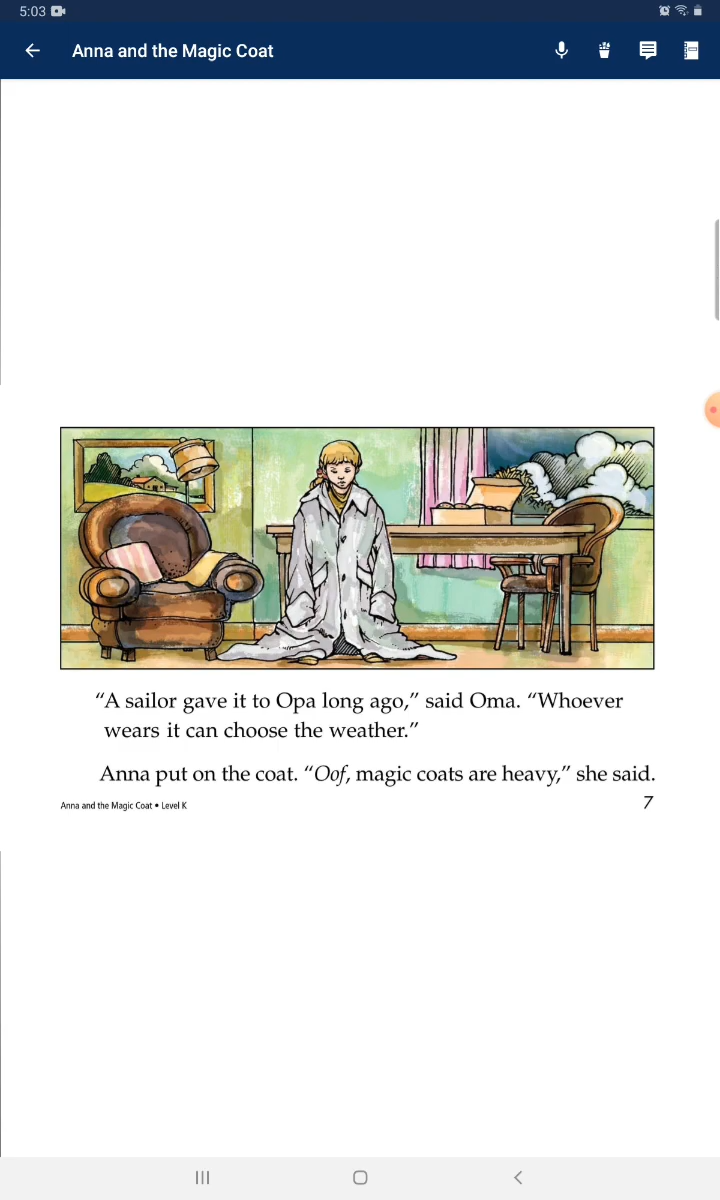 5:03
Anna and the Magic Coat
“A sailor gave it to Opa long ago,” said Oma. “Whoever
wears it can choose the weather.”
Anna put on the coat. “Oof, magic coats are heavy,” she said.
Anna and the Magic Coat • Level K
7